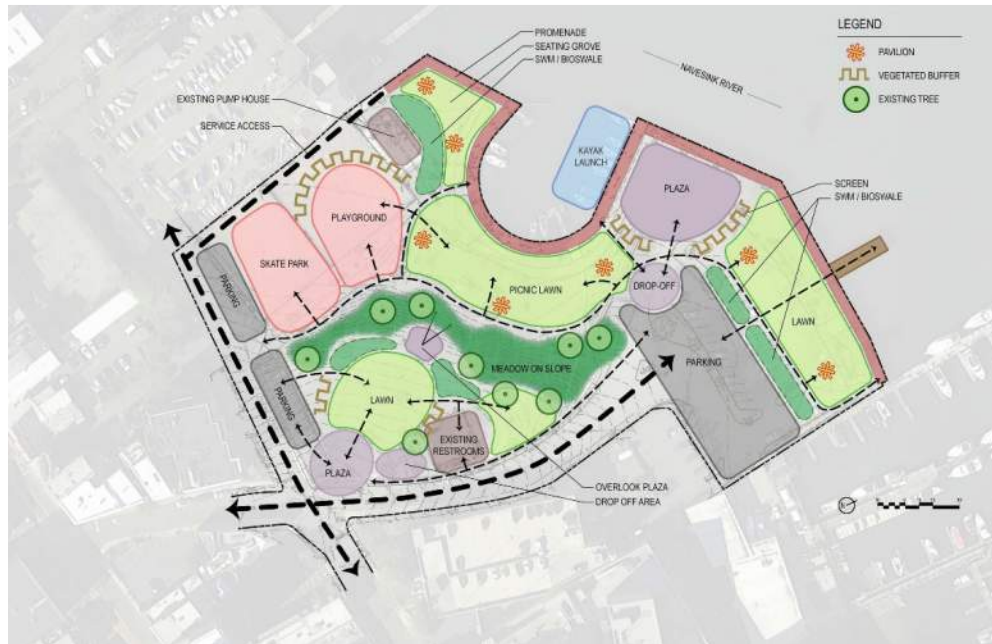 LEGEND
PAVILION
VEGETATED BUFFER
EXISTING TREE
PROMENADE
SEATING GROVE
SWM / BIOSWALE
NAVESINK RIVER
EXISTING PUMP HOUSE
SERVICE ACCESS
KAYAK
LAUNCH
PLAZA
SCREEN
SWM / BIOSWALE
PLAYGROUND
SKATE PARK
PARKING
PICNIC LAWN
DROP-OFF
LAWN
PARKING
MEADOW ON SLOPE
PARKING
LAWN
EXISTING
RESTROOMS
PLAZA
OVERLOOK PLAZA
DROP OFF AREA